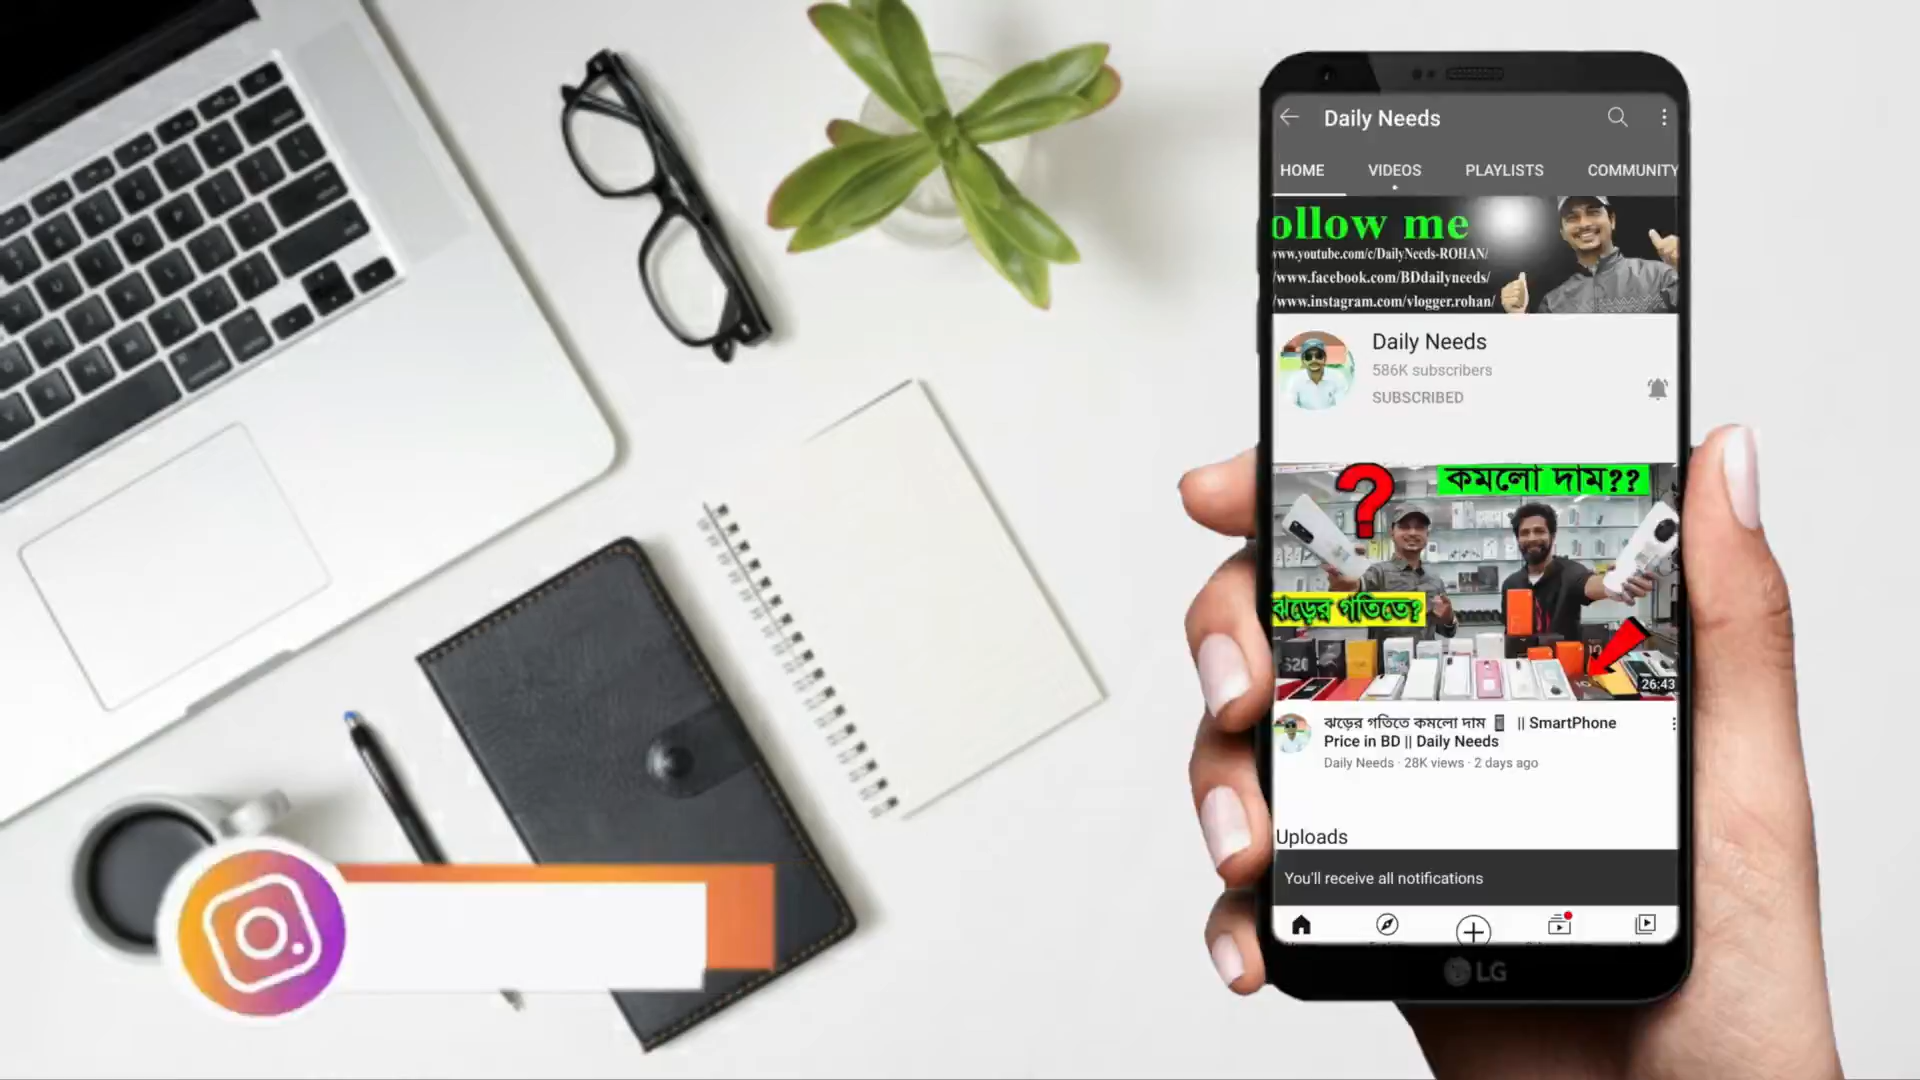 Daily Needs
HOME VIDEOS PLAYLISTS COMMUNITY
ollow me
www.youtube.com/c/DailyNeeds-ROHAN/
/www.facebook.com/BDdailyneeds/
/www.instagram.com/vlogger.rohan/
Daily Needs
586K subscribers
SUBSCRIBED
?
কমলো দাম??
ঝড়ের গতিতে?
S20
26:43
ঝড়ের গতিতে কমলো দাম || SmartPhone
Price in BD || Daily Needs
Daily Needs · 28K views · 2 days ago
Uploads
You'll receive all notifications
LG